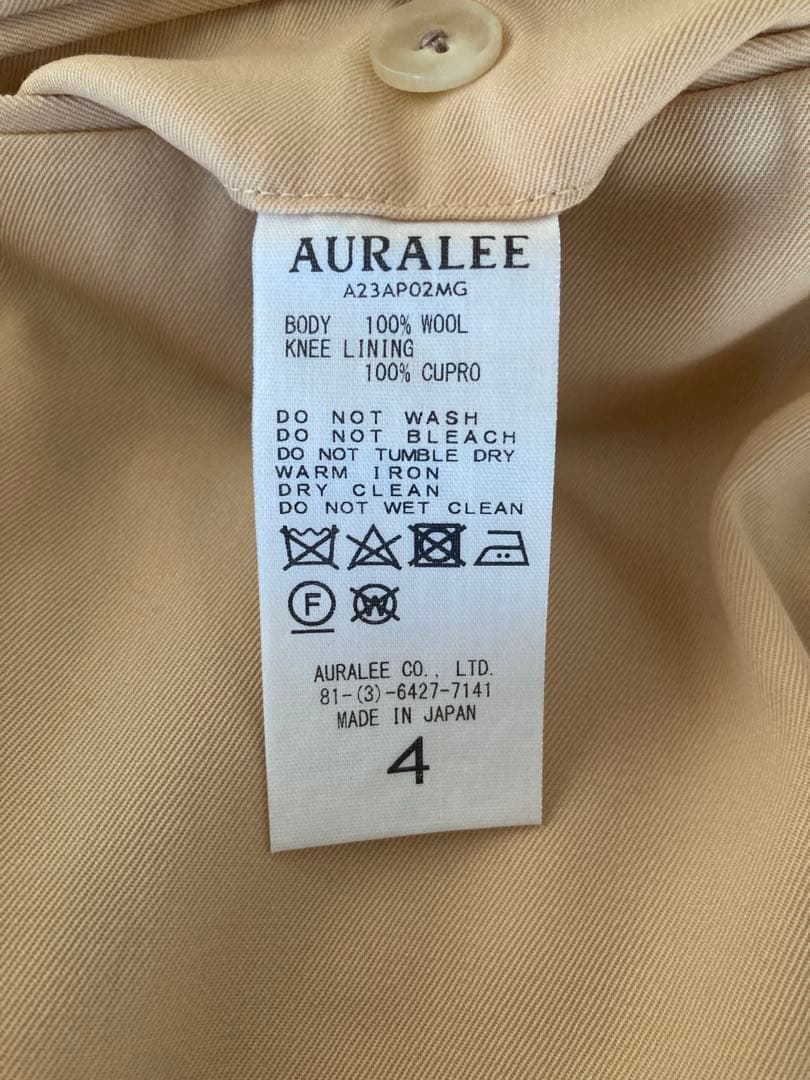 AURALEE
A23AP02MG
BODY 100% WOOL
KNEE LINING
100% CUPRO
DO NOT WASH
DO NOT BLEACH
DO NOT TUMBLE DRY
WARM IRON
DRY CLEAN
DO NOT WET CLEAN
F W
AURALEE CO., LTD.
81-(3)-6427-7141
MADE IN JAPAN
4